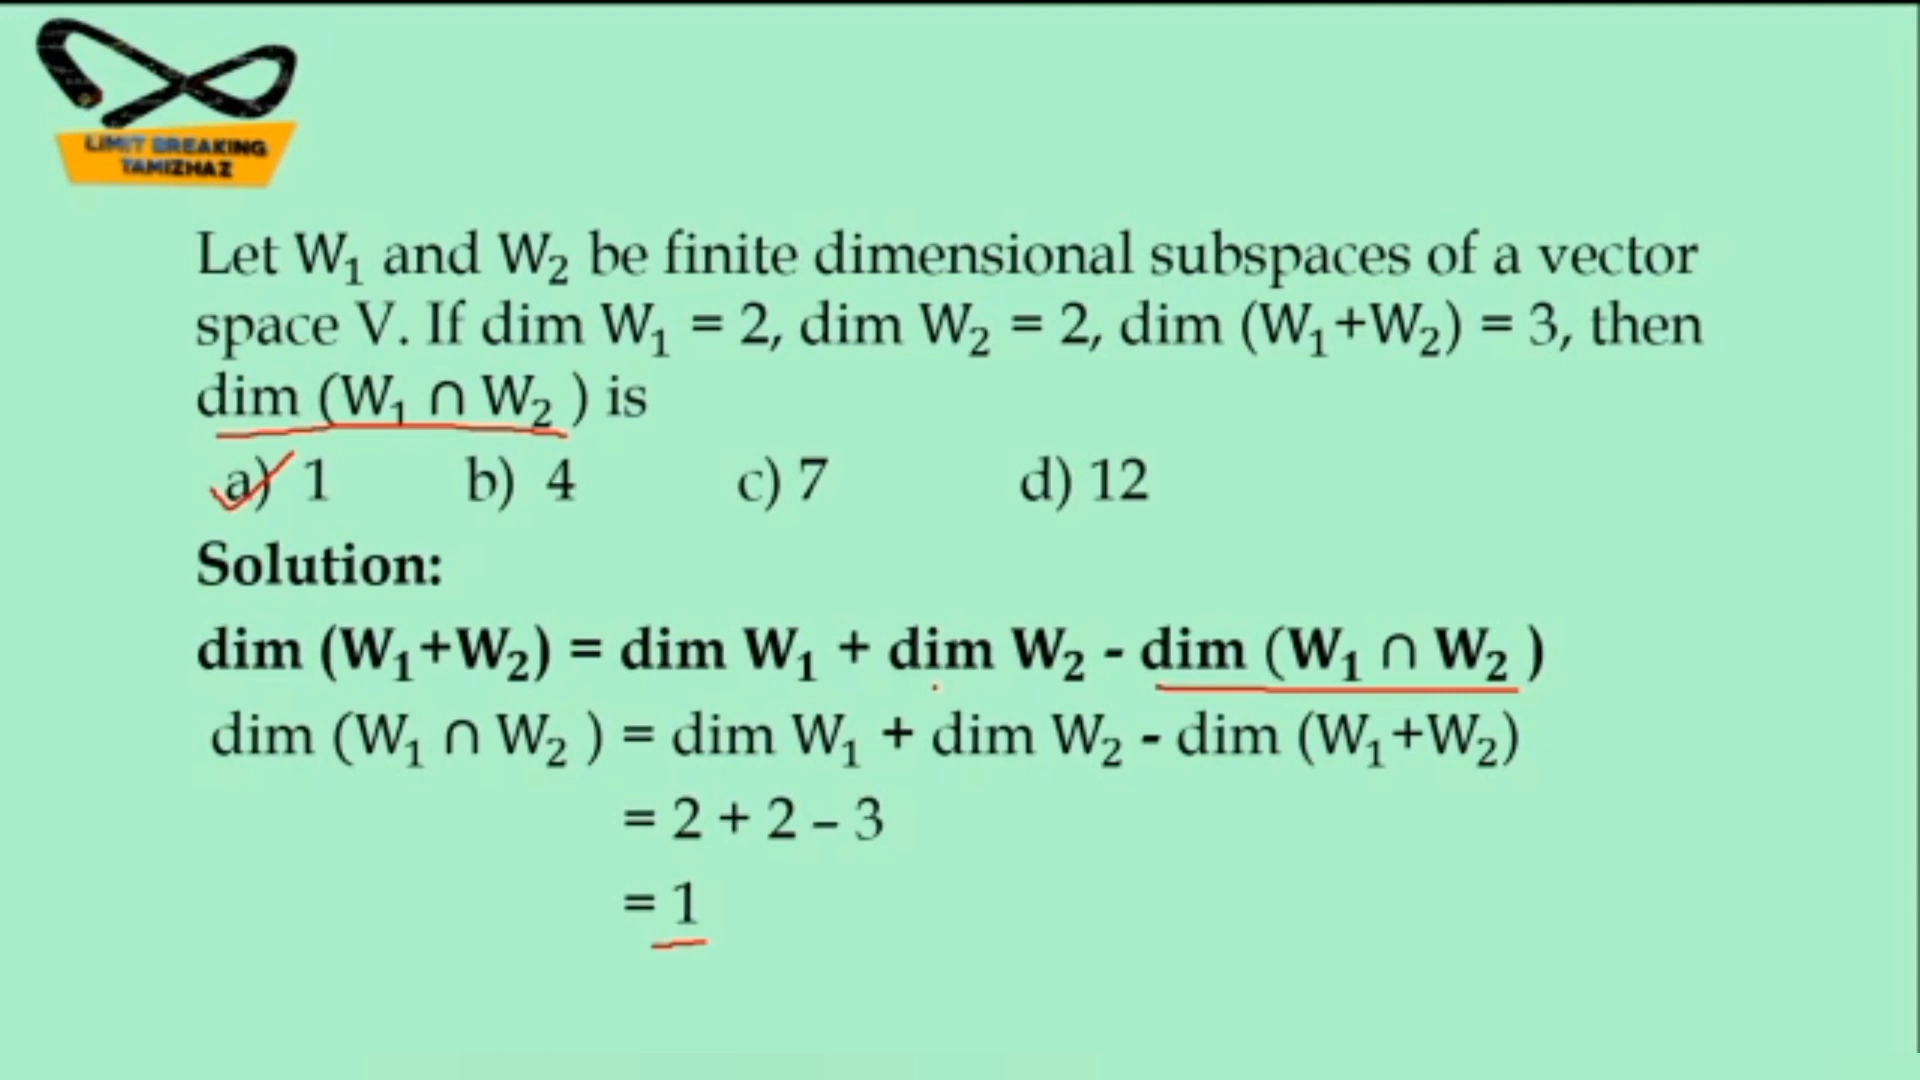 LIMIT BREAKING
TAMIZHAZ
Let W₁ and W₂ be finite dimensional subspaces of a vector
space V. If dim W₁ = 2, dim W₂ = 2, dim (W₁+W₂) = 3, then
dim (W₁ ∩ W₂ ) is
a) 1 b) 4 c) 7 d) 12
Solution:
dim (W₁+W₂) = dim W₁ + dim W₂ - dim (W₁ ∩ W₂ )
dim (W₁ ∩ W₂ ) = dim W₁ + dim W₂ - dim (W₁+W₂)
= 2 + 2 – 3
= 1